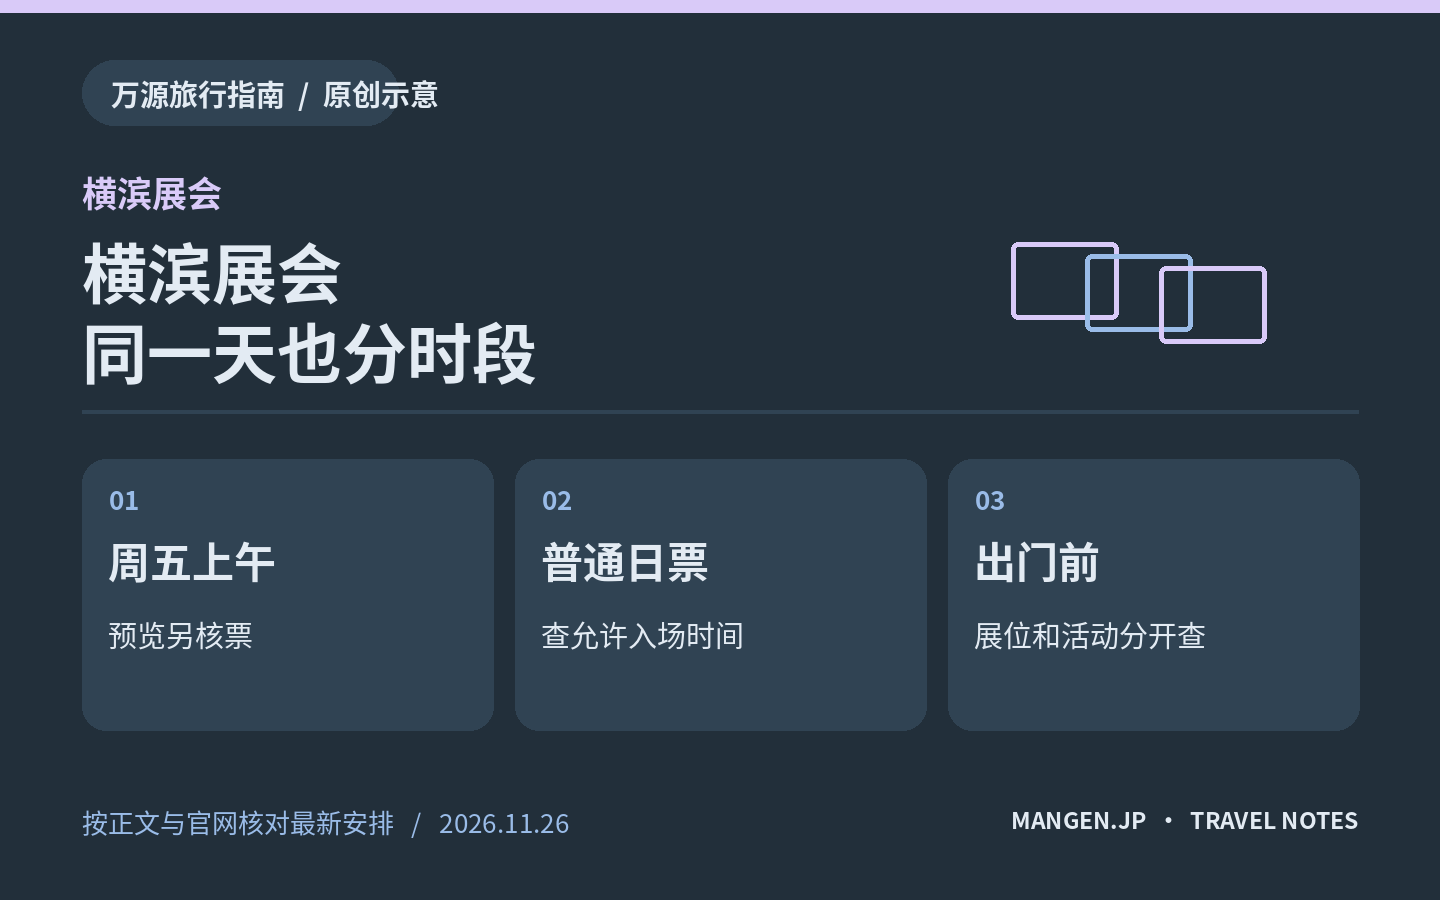 万源旅行指南 / 原创示意
横滨展会
横滨展会
同一天也分时段
01
周五上午
预览另核票
02
普通日票
查允许入场时间
03
出门前
展位和活动分开查
按正文与官网核对最新安排 / 2026.11.26
MANGEN.JP • TRAVEL NOTES